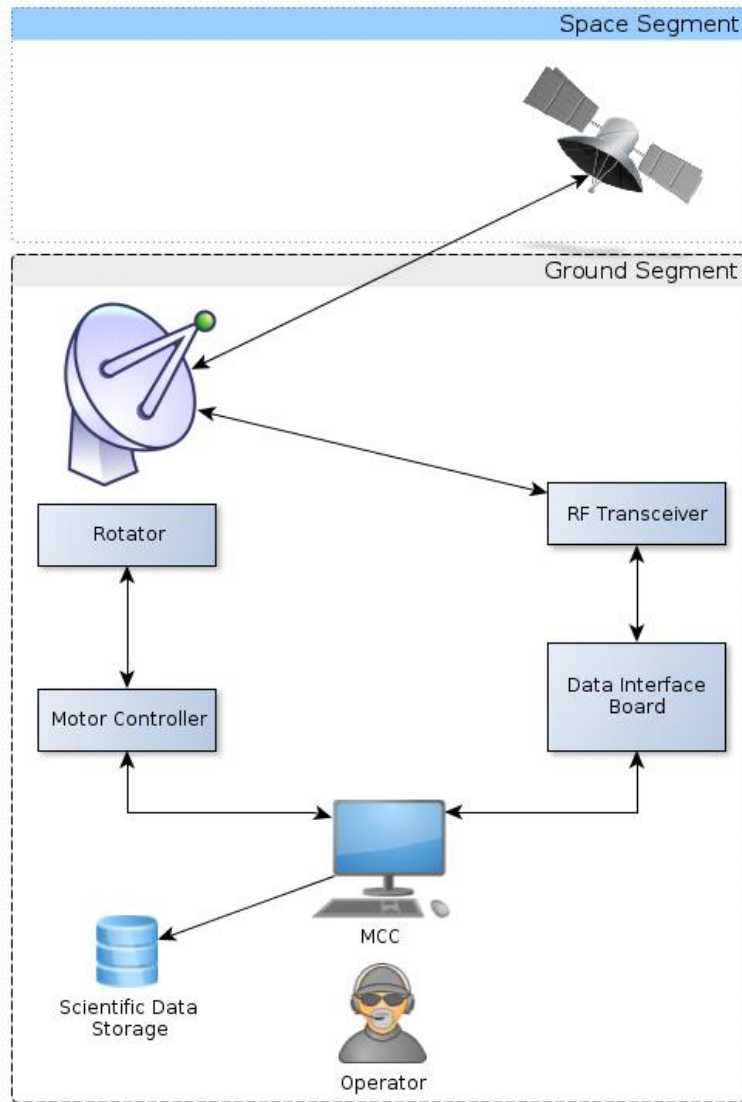 Space Segment
Ground Segment
RF Transceiver
Rotator
Data Interface
Board
Motor Controller
MCC
Scientific Data
Storage
Operator